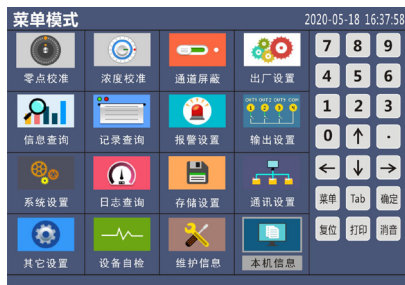 菜单模式 2020-05-18 16:37:58
零点校准 浓度校准 通道屏蔽 出厂设置
信息查询 记录查询 报警设置 输出设置
OPT1 OPT2 OPT3 COM
系统设置 日志查询 存储设置 通讯设置
其它设置 设备自检 维护信息 本机信息
7 8 9
4 5 6
1 2 3
0 ↑ ·
← ↓ →
菜单 Tab 确定
复位 打印 消音